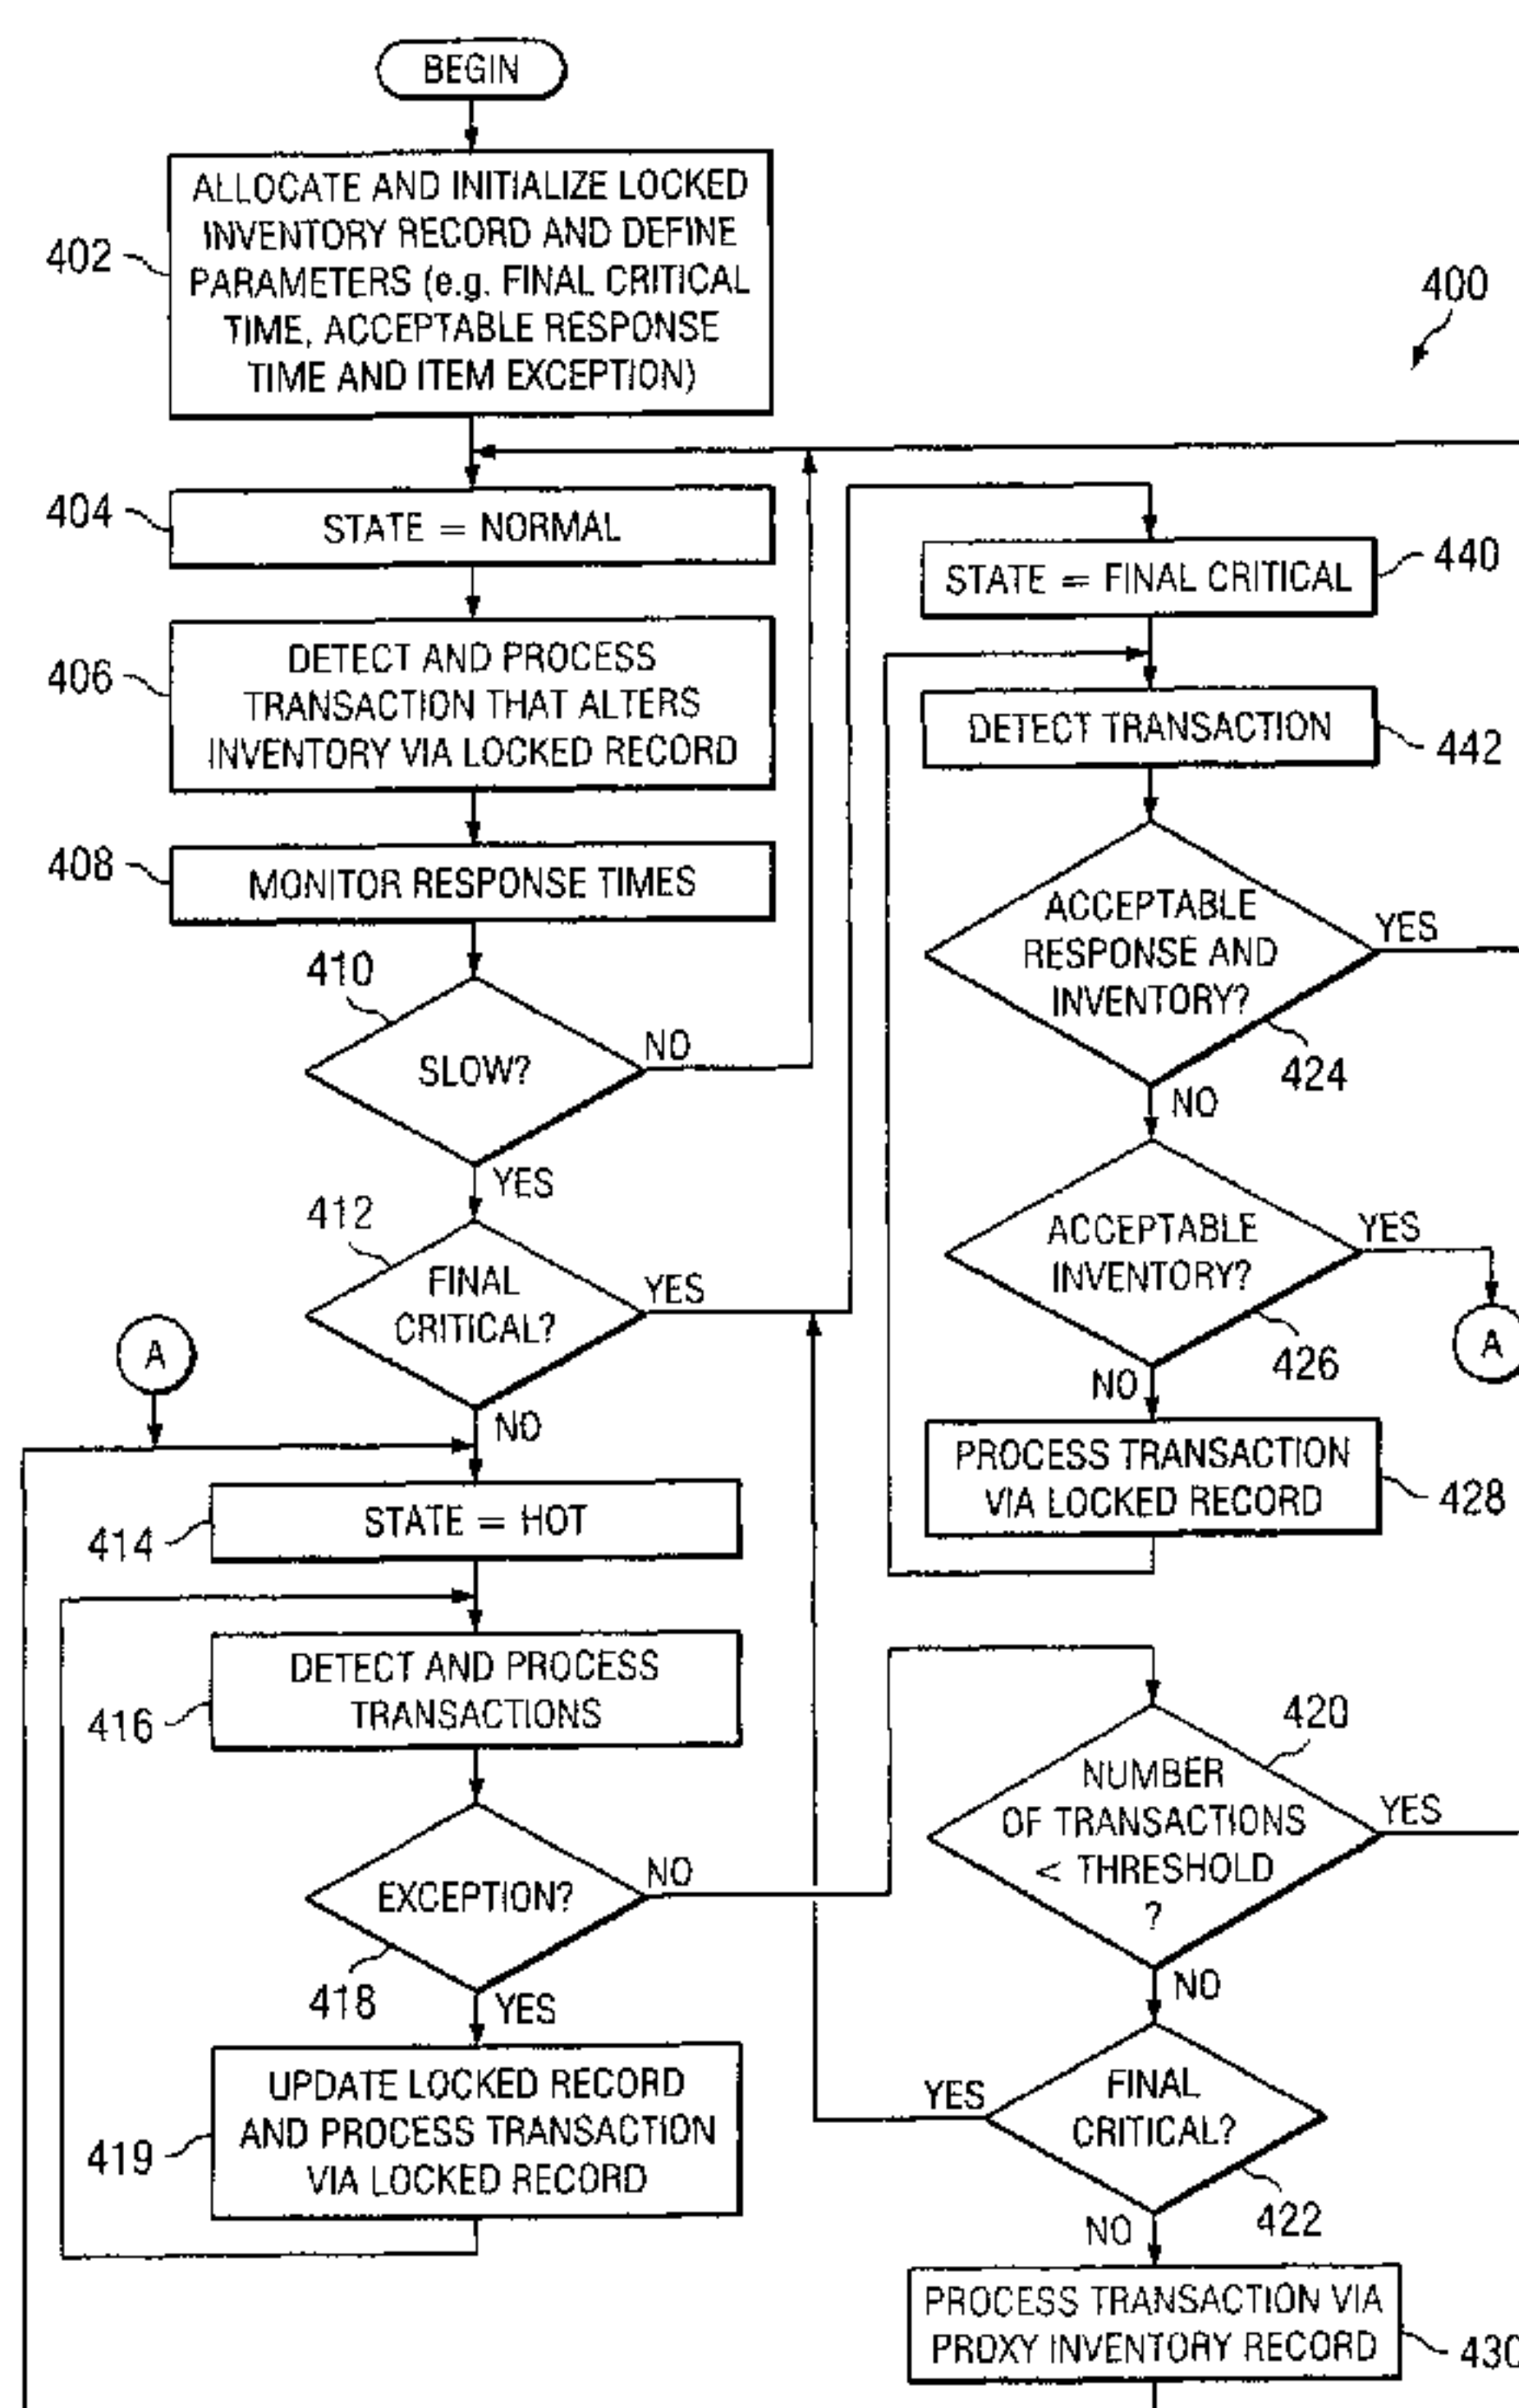 BEGIN
402
ALLOCATE AND INITIALIZE LOCKED
INVENTORY RECORD AND DEFINE
PARAMETERS (e.g. FINAL CRITICAL
TIME, ACCEPTABLE RESPONSE
TIME AND ITEM EXCEPTION)
400
404
STATE = NORMAL
406
DETECT AND PROCESS
TRANSACTION THAT ALTERS
INVENTORY VIA LOCKED RECORD
408
MONITOR RESPONSE TIMES
410
SLOW?
NO
YES
412
FINAL
CRITICAL?
YES
NO
A
414
STATE = HOT
416
DETECT AND PROCESS
TRANSACTIONS
EXCEPTION?
NO
418
YES
419
UPDATE LOCKED RECORD
AND PROCESS TRANSACTION
VIA LOCKED RECORD
STATE = FINAL CRITICAL
440
DETECT TRANSACTION
442
ACCEPTABLE
RESPONSE AND
INVENTORY?
YES
424
NO
ACCEPTABLE
INVENTORY?
YES
426
A
NO
PROCESS TRANSACTION
VIA LOCKED RECORD
428
420
NUMBER
OF TRANSACTIONS
< THRESHOLD
?
YES
NO
FINAL
CRITICAL?
YES
422
NO
PROCESS TRANSACTION VIA
PROXY INVENTORY RECORD
430